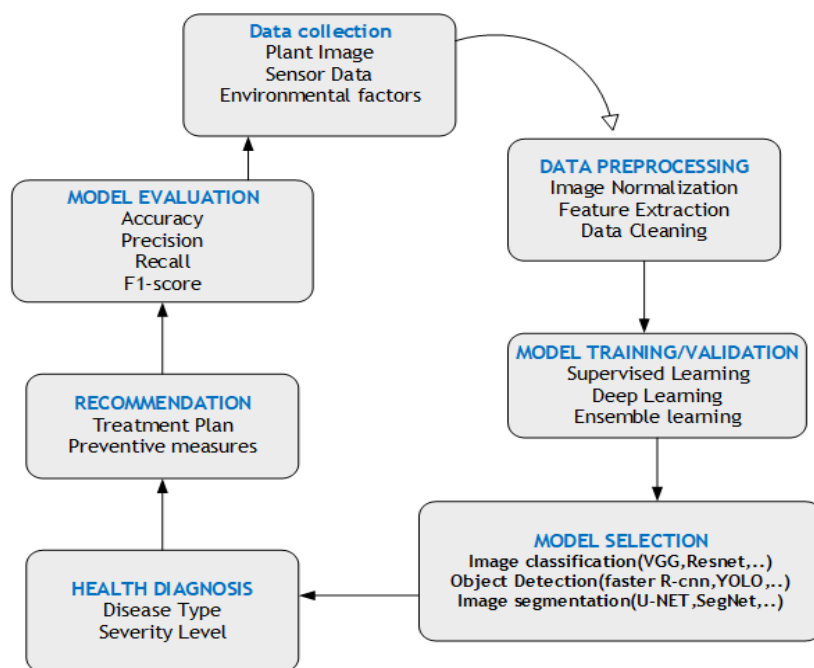 Data collection
Plant Image
Sensor Data
Environmental factors
DATA PREPROCESSING
Image Normalization
Feature Extraction
Data Cleaning
MODEL TRAINING/VALIDATION
Supervised Learning
Deep Learning
Ensemble learning
MODEL SELECTION
Image classification(VGG,Resnet,..)
Object Detection(faster R-cnn,YOLO,..)
Image segmentation(U-NET,SegNet,..)
HEALTH DIAGNOSIS
Disease Type
Severity Level
RECOMMENDATION
Treatment Plan
Preventive measures
MODEL EVALUATION
Accuracy
Precision
Recall
F1-score